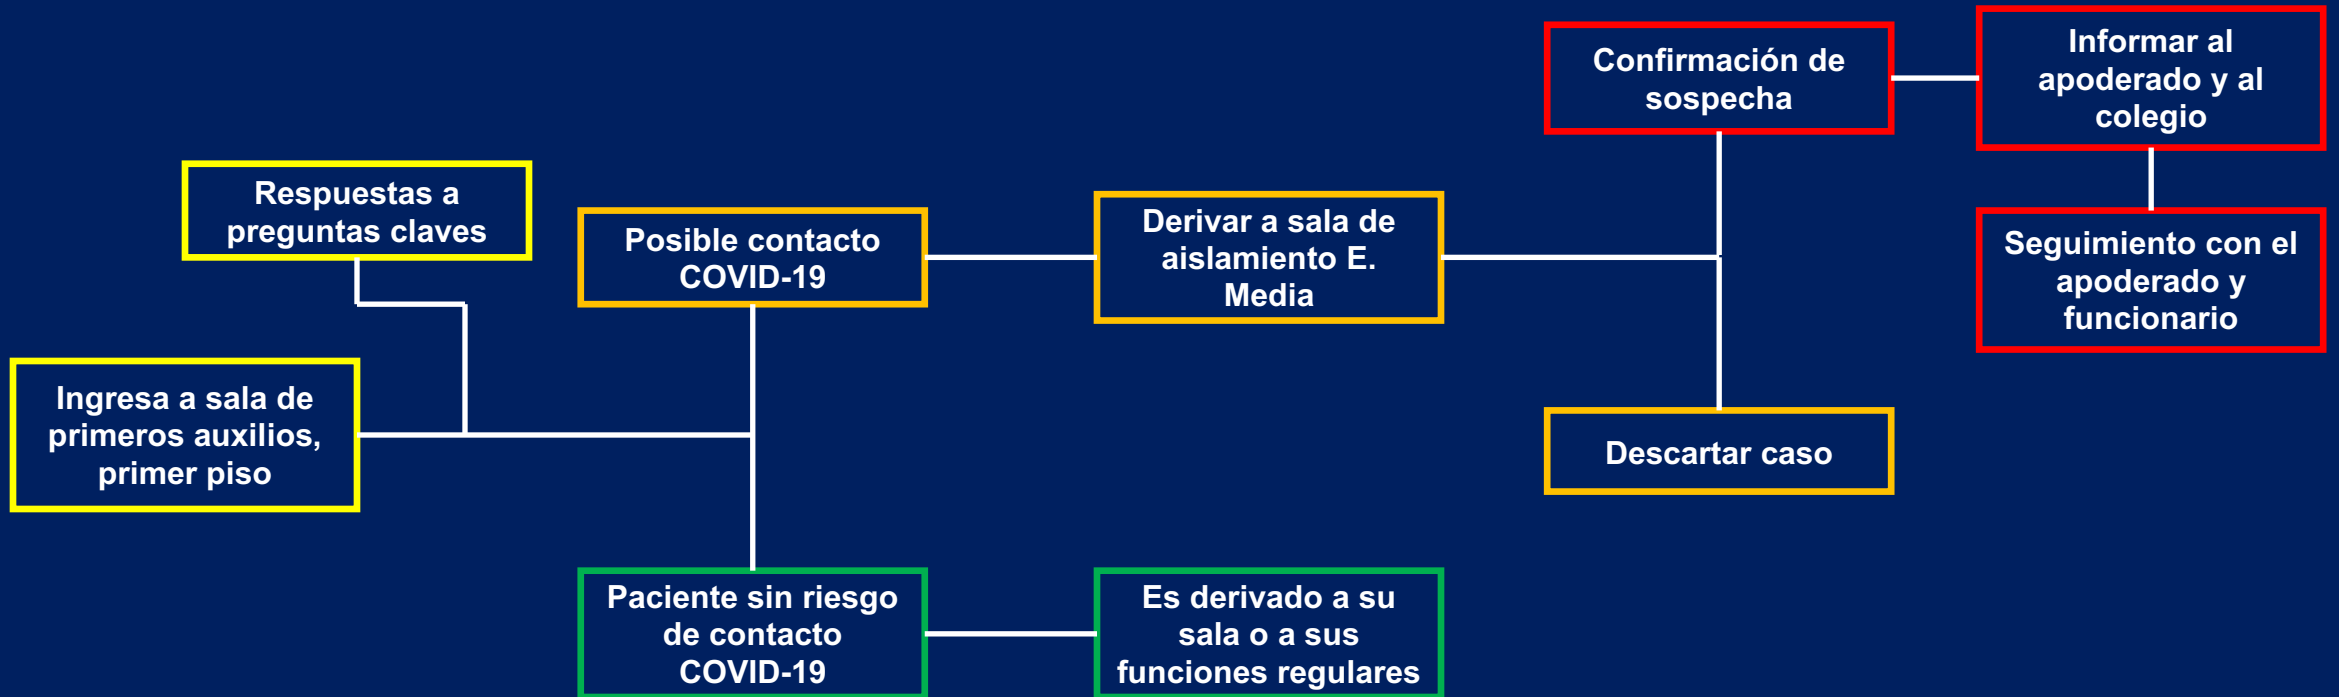 Ingresa a sala de
primeros auxilios,
primer piso
Respuestas a
preguntas claves
Posible contacto
COVID-19
Derivar a sala de
aislamiento E.
Media
Confirmación de
sospecha
Informar al
apoderado y al
colegio
Seguimiento con el
apoderado y
funcionario
Descartar caso
Paciente sin riesgo
de contacto
COVID-19
Es derivado a su
sala o a sus
funciones regulares